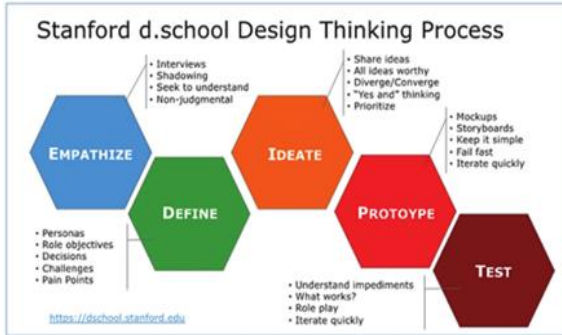 Stanford d.school Design Thinking Process
• Interviews
• Shadowing
• Seek to understand
• Non-judgmental
• Share ideas
• All ideas worthy
• Diverge/Converge
• "Yes and" thinking
• Prioritize
• Mockups
• Storyboards
• Keep it simple
• Fail fast
• Iterate quickly
EMPATHIZE
DEFINE
IDEATE
PROTOYPE
TEST
• Personas
• Role objectives
• Decisions
• Challenges
• Pain Points
• Understand impediments
• What works?
• Role play
• Iterate quickly
https://dschool.stanford.edu